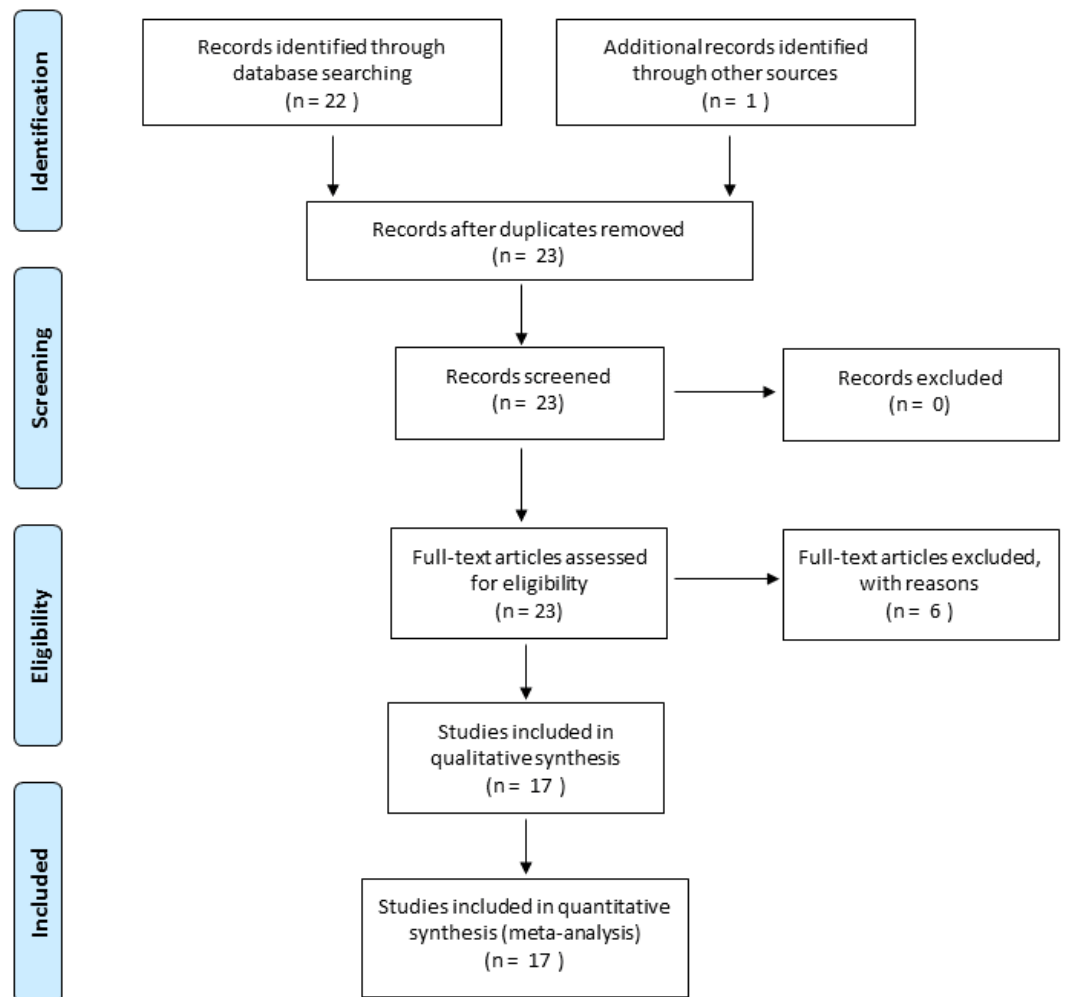 Identification
Records identified through
database searching
(n = 22 )
Additional records identified
through other sources
(n = 1 )
Records after duplicates removed
(n = 23)
Screening
Records screened
(n = 23)
Records excluded
(n = 0)
Eligibility
Full-text articles assessed
for eligibility
(n = 23)
Full-text articles excluded,
with reasons
(n = 6 )
Studies included in
qualitative synthesis
(n = 17 )
Included
Studies included in quantitative
synthesis (meta-analysis)
(n = 17 )